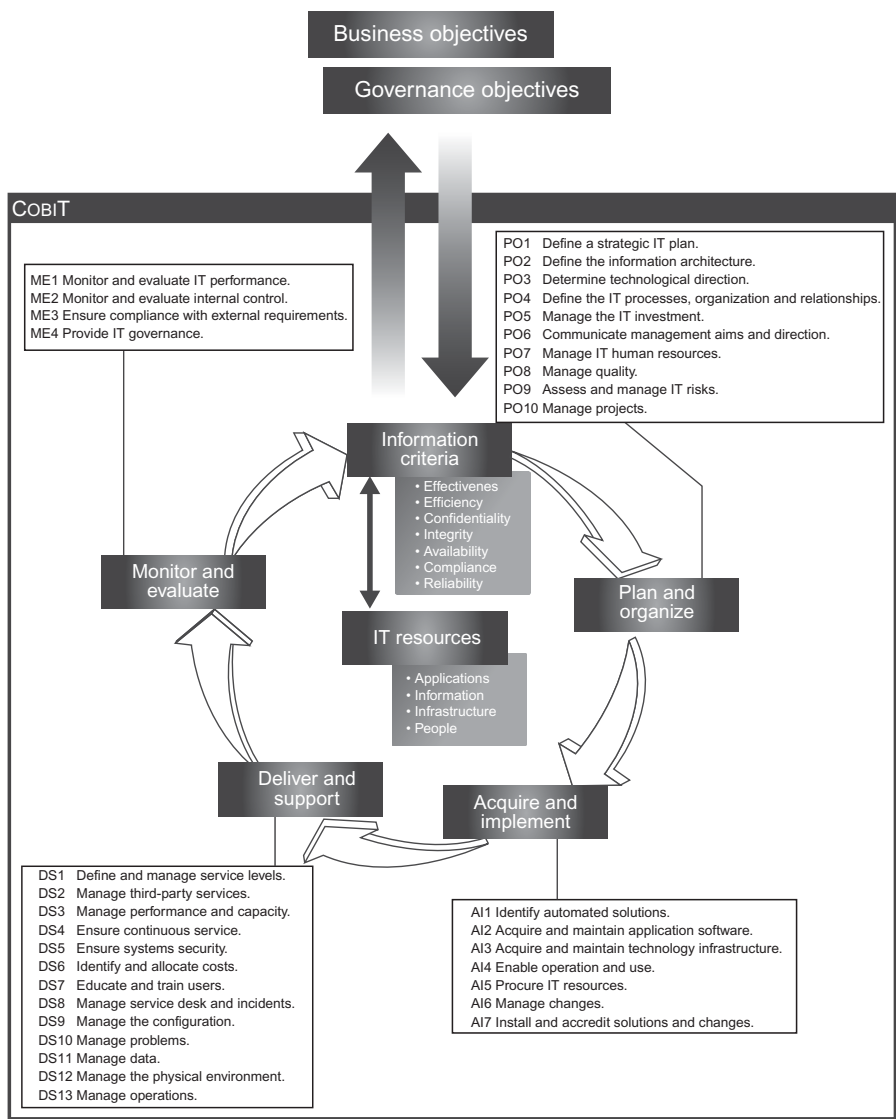 Business objectives
Governance objectives
COBIT
ME1 Monitor and evaluate IT performance.
ME2 Monitor and evaluate internal control.
ME3 Ensure compliance with external requirements.
ME4 Provide IT governance.
PO1 Define a strategic IT plan.
PO2 Define the information architecture.
PO3 Determine technological direction.
PO4 Define the IT processes, organization and relationships.
PO5 Manage the IT investment.
PO6 Communicate management aims and direction.
PO7 Manage IT human resources.
PO8 Manage quality.
PO9 Assess and manage IT risks.
PO10 Manage projects.
Information
criteria
• Effectivenes
• Efficiency
• Confidentiality
• Integrity
• Availability
• Compliance
• Reliability
Monitor and
evaluate
Plan and
organize
IT resources
• Applications
• Information
• Infrastructure
• People
Deliver and
support
Acquire and
implement
DS1 Define and manage service levels.
DS2 Manage third-party services.
DS3 Manage performance and capacity.
DS4 Ensure continuous service.
DS5 Ensure systems security.
DS6 Identify and allocate costs.
DS7 Educate and train users.
DS8 Manage service desk and incidents.
DS9 Manage the configuration.
DS10 Manage problems.
DS11 Manage data.
DS12 Manage the physical environment.
DS13 Manage operations.
AI1 Identify automated solutions.
AI2 Acquire and maintain application software.
AI3 Acquire and maintain technology infrastructure.
AI4 Enable operation and use.
AI5 Procure IT resources.
AI6 Manage changes.
AI7 Install and accredit solutions and changes.